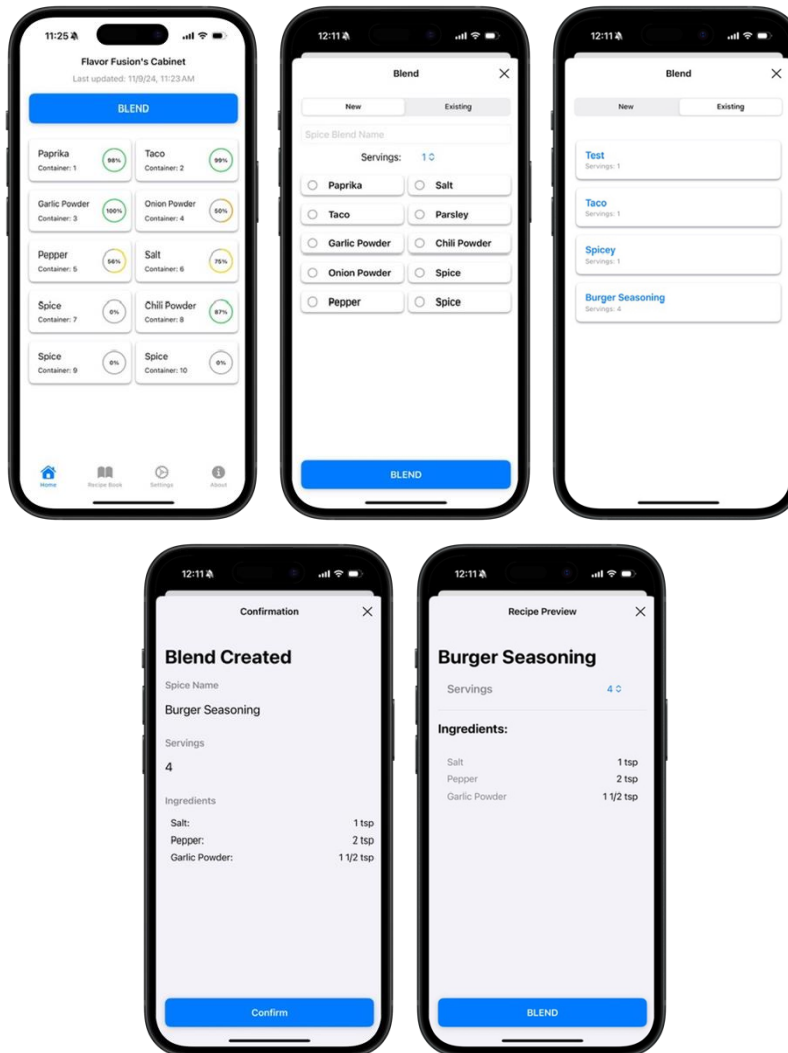 11:25
Flavor Fusion's Cabinet
Last updated: 11/9/24, 11:23 AM
BLEND
Paprika
Container: 1
98%
Taco
Container: 2
99%
Garlic Powder
Container: 3
100%
Onion Powder
Container: 4
50%
Pepper
Container: 5
56%
Salt
Container: 6
75%
Spice
Container: 7
0%
Chili Powder
Container: 8
87%
Spice
Container: 9
0%
Spice
Container: 10
0%
Home
Recipe Book
Settings
About
12:11
Blend
New
Existing
Spice Blend Name
Servings: 1
Paprika
Salt
Taco
Parsley
Garlic Powder
Chili Powder
Onion Powder
Spice
Pepper
Spice
BLEND
12:11
Blend
New
Existing
Test
Servings: 1
Taco
Servings: 1
Spicey
Servings: 1
Burger Seasoning
Servings: 4
12:11
Confirmation
Blend Created
Spice Name
Burger Seasoning
Servings
4
Ingredients
Salt: 1 tsp
Pepper: 2 tsp
Garlic Powder: 1 1/2 tsp
Confirm
12:11
Recipe Preview
Burger Seasoning
Servings 4
Ingredients:
Salt 1 tsp
Pepper 2 tsp
Garlic Powder 1 1/2 tsp
BLEND